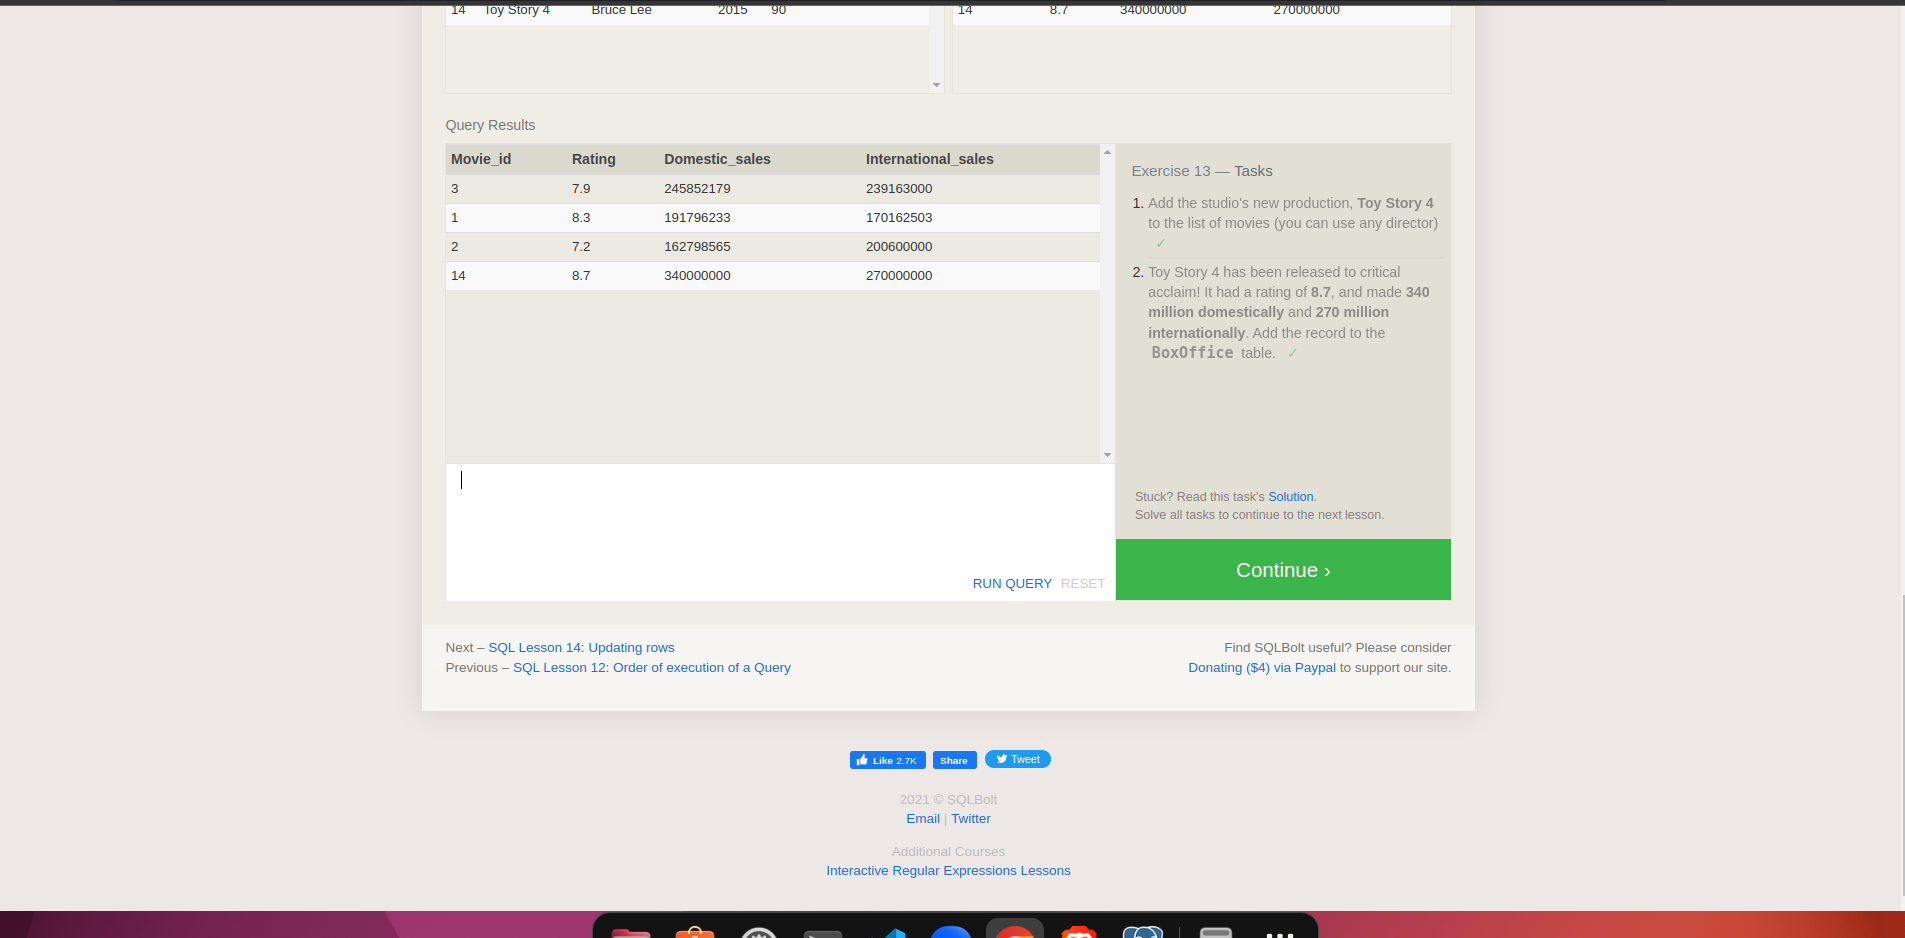 14 Toy Story 4 Bruce Lee 2015 90
14 8.7 340000000 270000000
Query Results
Movie_id Rating Domestic_sales International_sales
3 7.9 245852179 239163000
1 8.3 191796233 170162503
2 7.2 162798565 200600000
14 8.7 340000000 270000000
Exercise 13 — Tasks
1. Add the studio's new production, Toy Story 4
to the list of movies (you can use any director)
✓
2. Toy Story 4 has been released to critical
acclaim! It had a rating of 8.7, and made 340
million domestically and 270 million
internationally. Add the record to the
BoxOffice table. ✓
Stuck? Read this task's Solution.
Solve all tasks to continue to the next lesson.
RUN QUERY RESET
Continue ›
Next – SQL Lesson 14: Updating rows
Previous – SQL Lesson 12: Order of execution of a Query
Find SQLBolt useful? Please consider
Donating ($4) via Paypal to support our site.
Like 2.7K Share Tweet
2021 © SQLBolt
Email | Twitter
Additional Courses
Interactive Regular Expressions Lessons